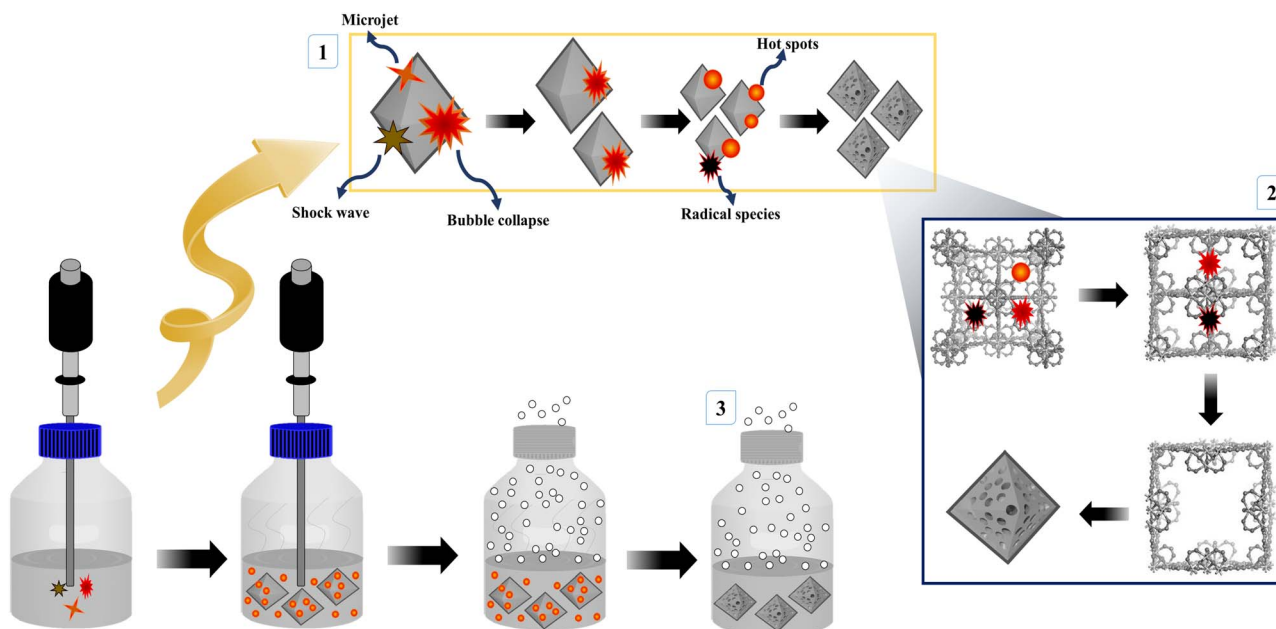 Microjet
1
Hot spots
Shock wave
Bubble collapse
Radical species
2
3